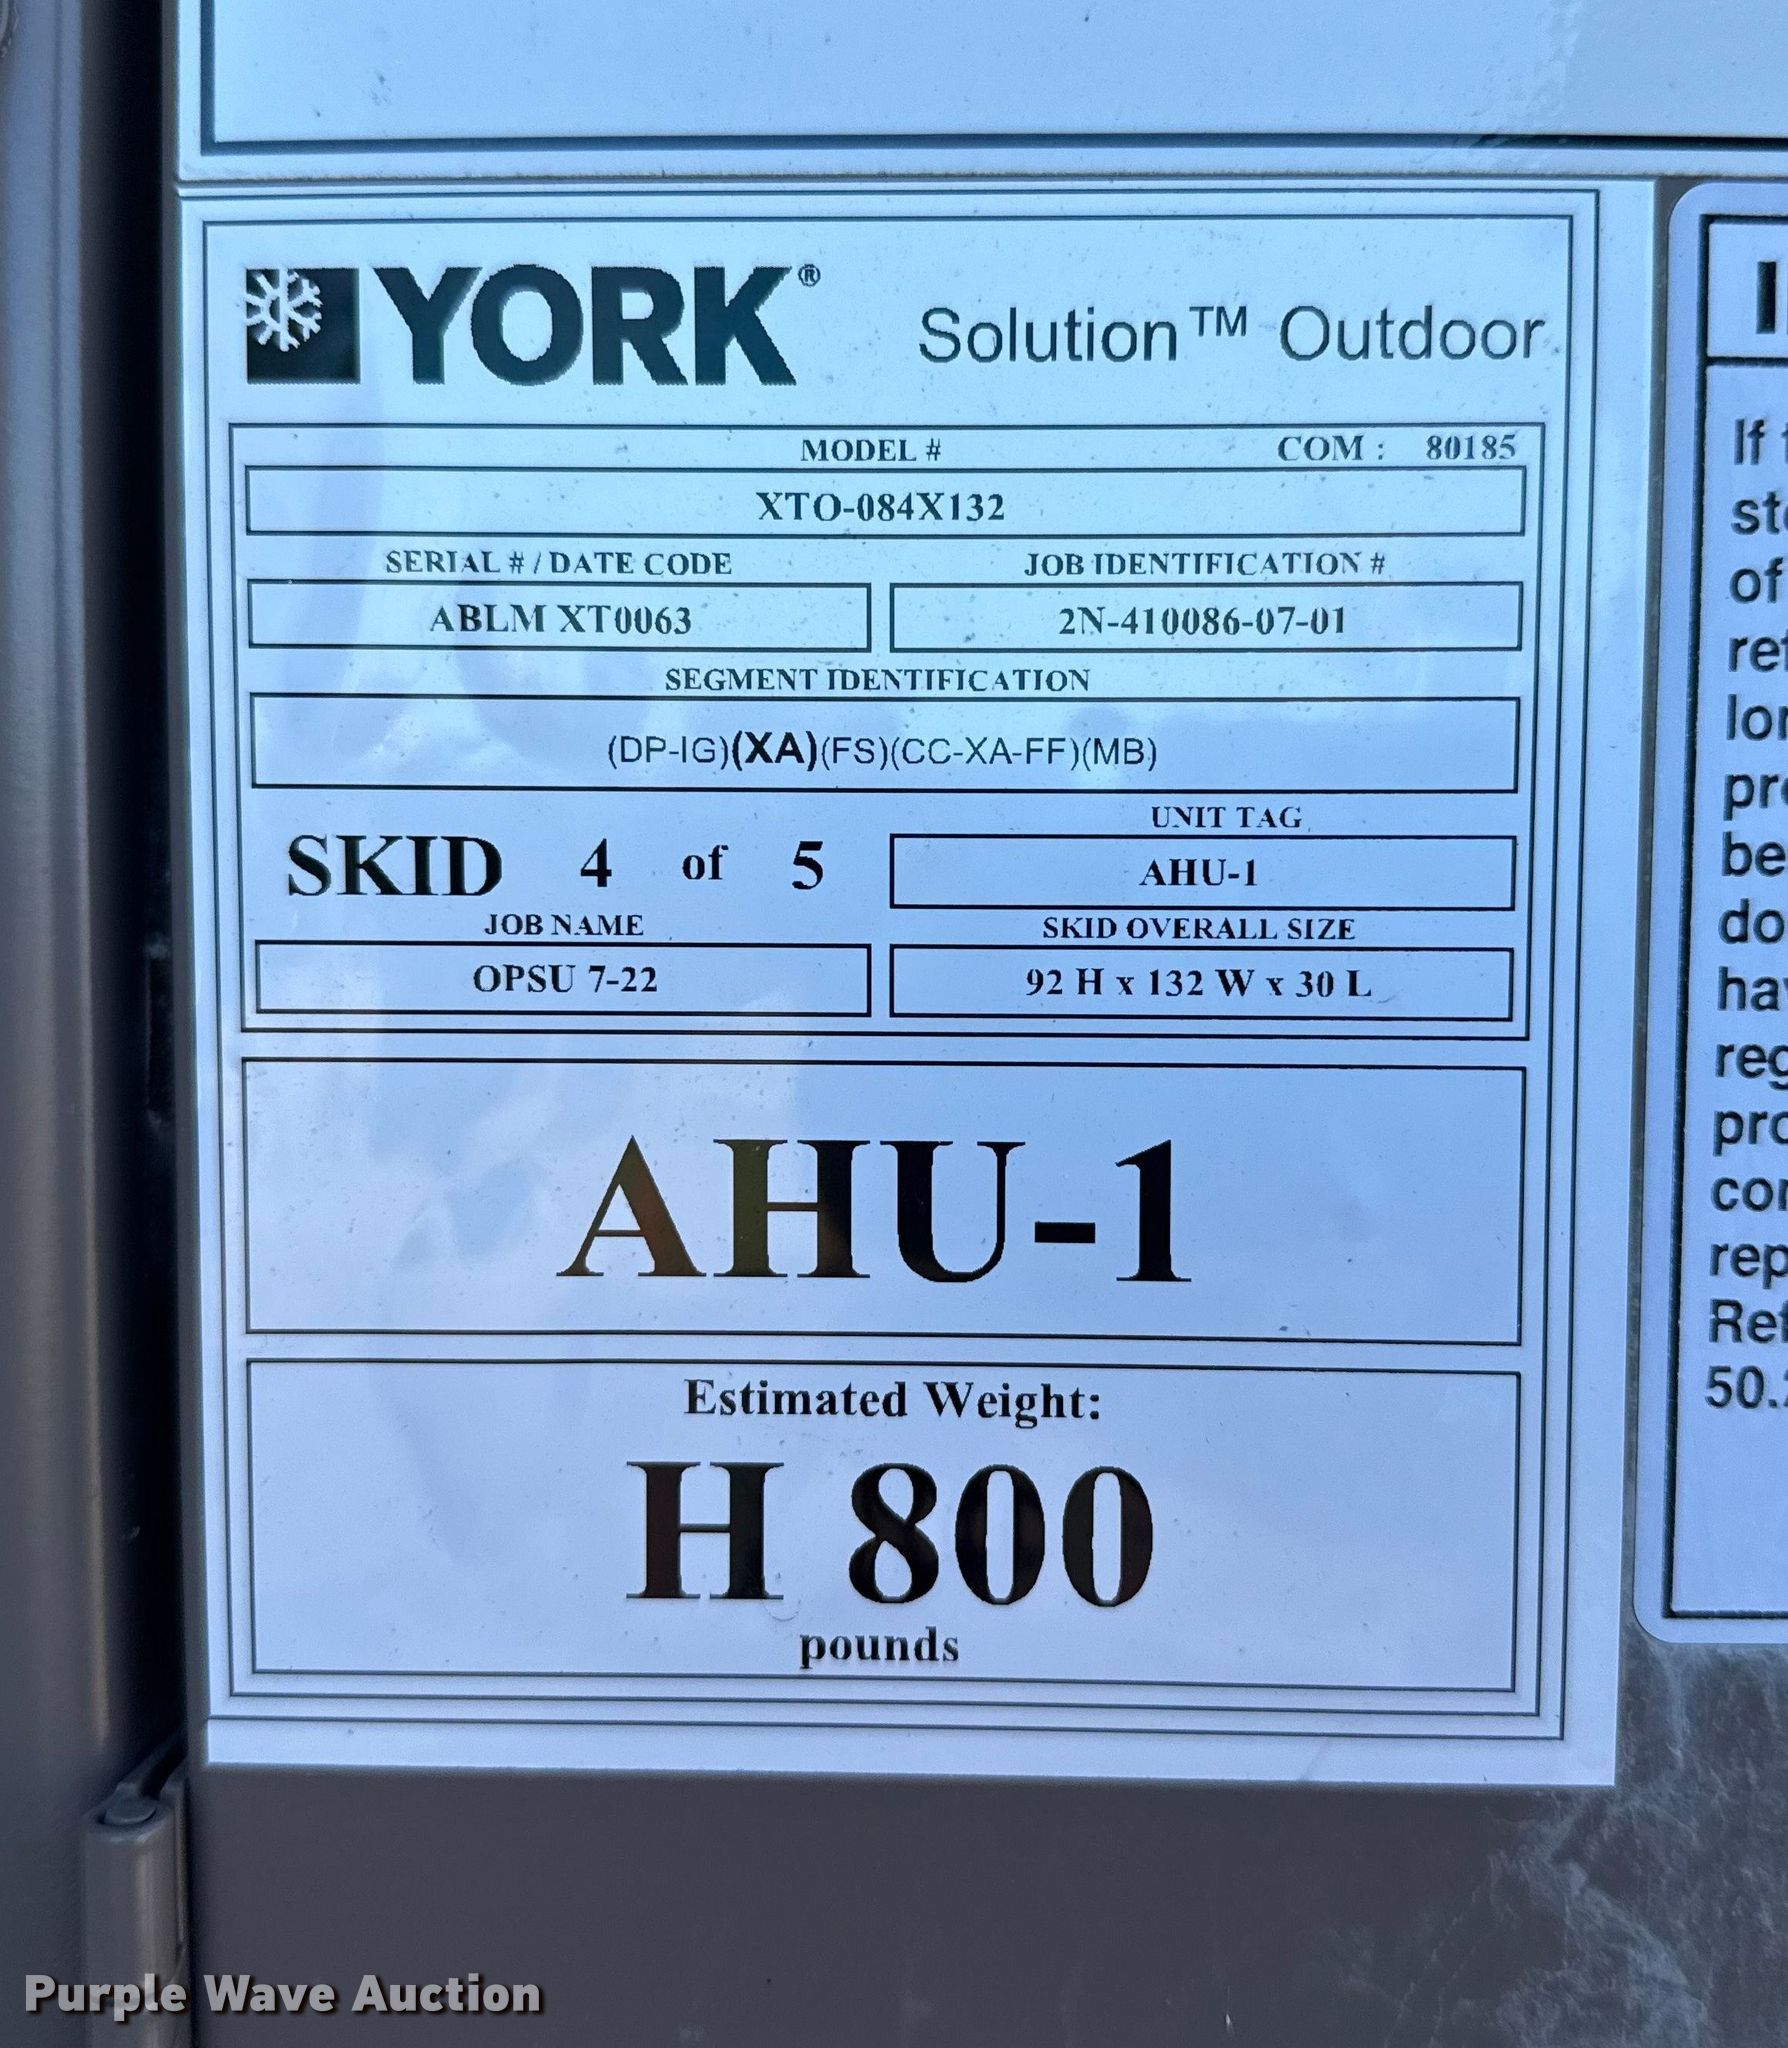 YORK® Solution™ Outdoor
MODEL # COM : 80185
XTO-084X132
SERIAL # / DATE CODE JOB IDENTIFICATION #
ABLM XT0063 2N-410086-07-01
SEGMENT IDENTIFICATION
(DP-IG)(XA)(FS)(CC-XA-FF)(MB)
SKID 4 of 5
UNIT TAG
AHU-1
JOB NAME SKID OVERALL SIZE
OPSU 7-22 92 H x 132 W x 30 L
AHU-1
Estimated Weight:
H 800
pounds
If
of
be
Purple Wave Auction